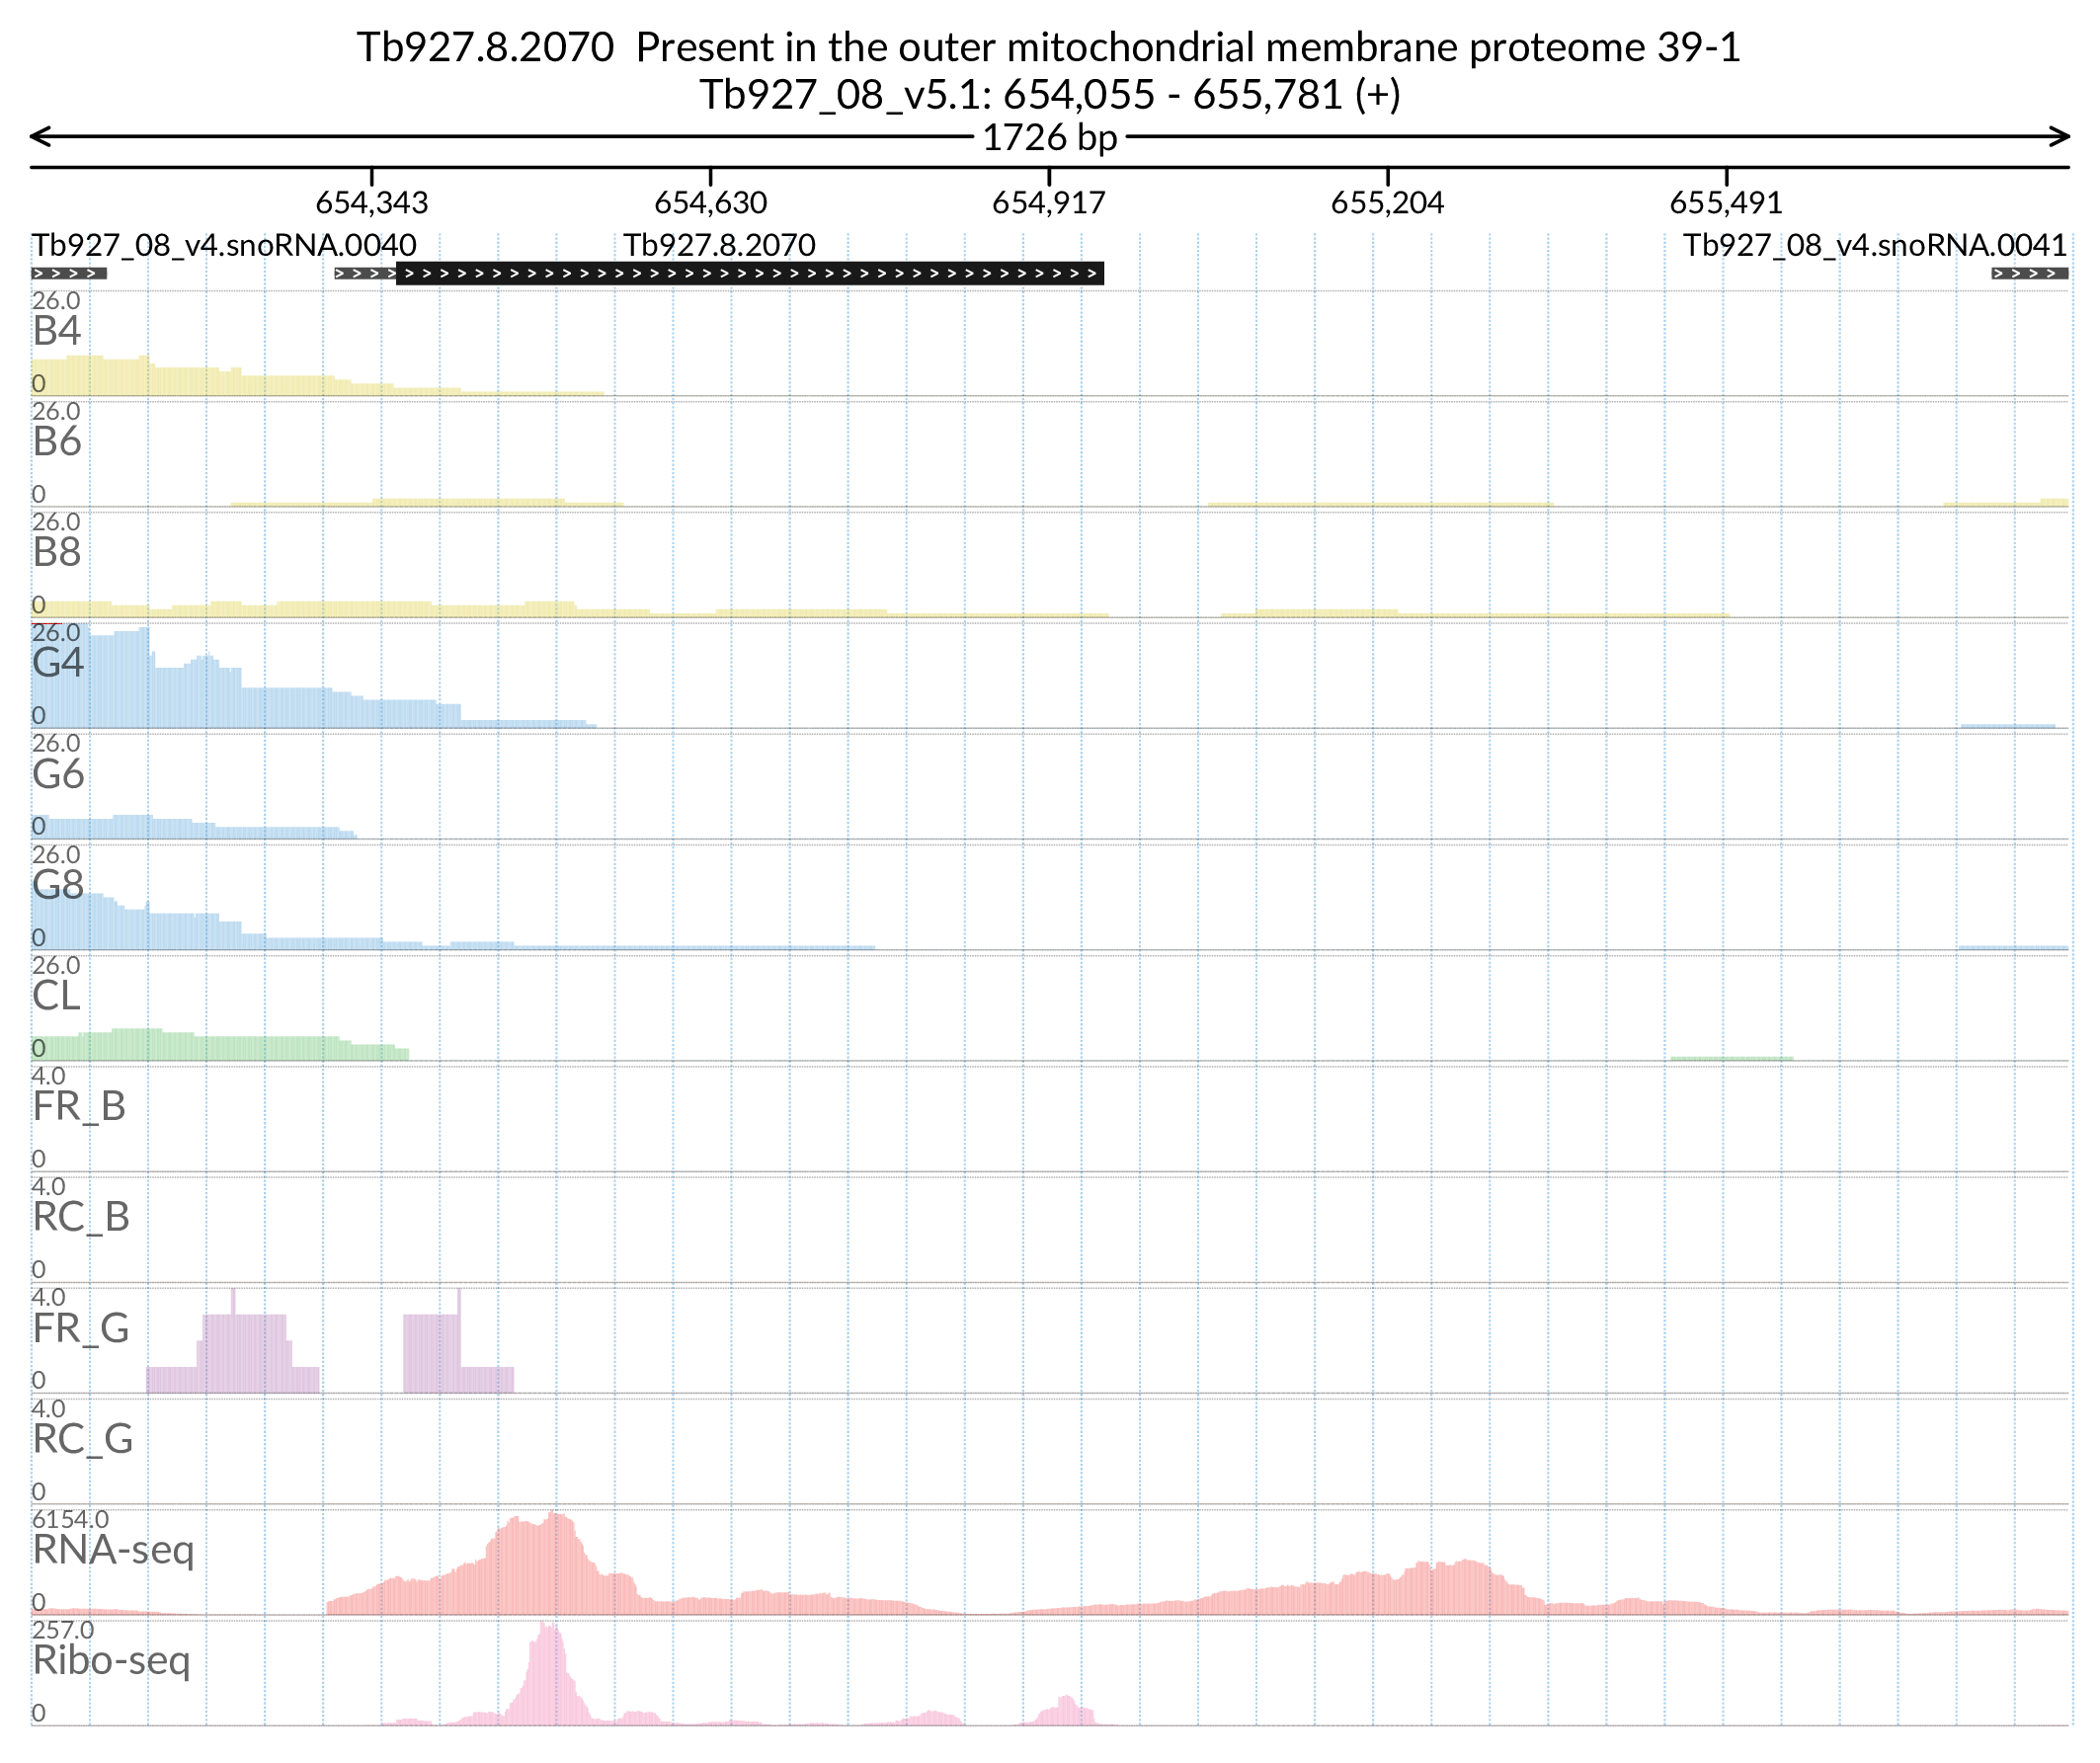 Tb927.8.2070  Present in the outer mitochondrial membrane proteome 39-1
Tb927_08_v5.1: 654,055 - 655,781 (+)
1726 bp
654,343 654,630 654,917 655,204 655,491
Tb927_08_v4.snoRNA.0040 Tb927.8.2070 Tb927_08_v4.snoRNA.0041
26.0
B4
0
26.0
B6
0
26.0
B8
0
26.0
G4
0
26.0
G6
0
26.0
G8
0
26.0
CL
0
4.0
FR_B
0
4.0
RC_B
0
4.0
FR_G
0
4.0
RC_G
0
6154.0
RNA-seq
0
257.0
Ribo-seq
0